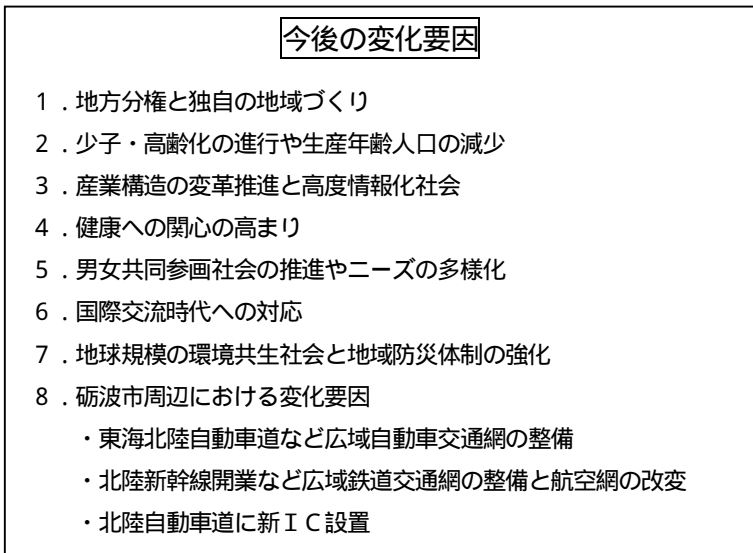 今後の変化要因
１．地方分権と独自の地域づくり
２．少子・高齢化の進行や生産年齢人口の減少
３．産業構造の変革推進と高度情報化社会
４．健康への関心の高まり
５．男女共同参画社会の推進やニーズの多様化
６．国際交流時代への対応
７．地球規模の環境共生社会と地域防災体制の強化
８．砺波市周辺における変化要因
・東海北陸自動車道など広域自動車交通網の整備
・北陸新幹線開業など広域鉄道交通網の整備と航空網の改変
・北陸自動車道に新ＩＣ設置